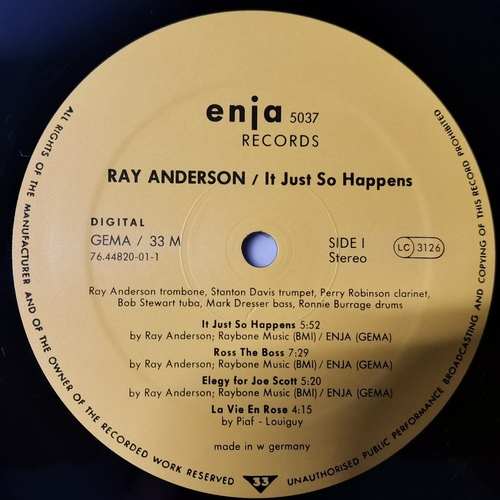 enja 5037
RECORDS
RAY ANDERSON / It Just So Happens
DIGITAL
GEMA / 33 M
76.44820-01-1
SIDE I
Stereo
LC 3126
Ray Anderson trombone, Stanton Davis trumpet, Perry Robinson clarinet,
Bob Stewart tuba, Mark Dresser bass, Ronnie Burrage drums
It Just So Happens 5:52
by Ray Anderson; Raybone Music (BMI) / ENJA (GEMA)
Ross The Boss 7:29
by Ray Anderson; Raybone Music (BMI) / ENJA (GEMA)
Elegy for Joe Scott 5:20
by Ray Anderson; Raybone Music (BMI) / ENJA (GEMA)
La Vie En Rose 4:15
by Piaf - Louiguy
made in w germany
33
ALL RIGHTS OF THE MANUFACTURER AND OF THE OWNER OF THE RECORDED WORK RESERVED
UNAUTHORISED PUBLIC PERFORMANCE BROADCASTING AND COPYING OF THIS RECORD PROHIBITED